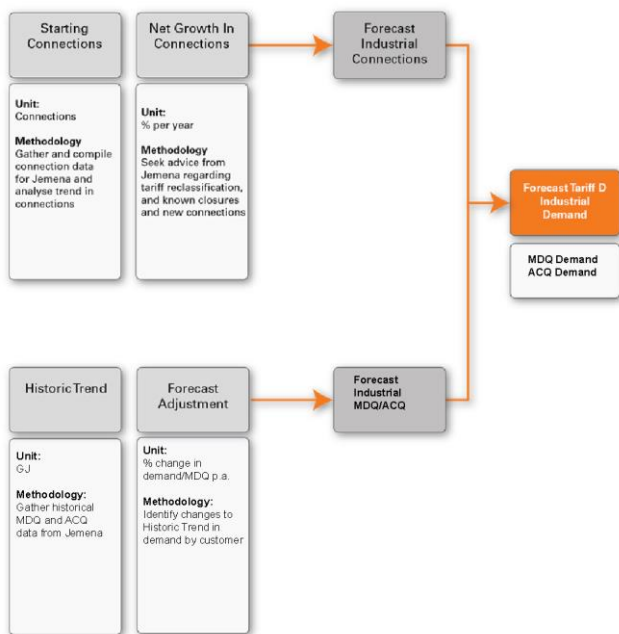 Starting
Connections
Net Growth In
Connections
Forecast
Industrial
Connections
Unit:
Connections
Methodology
Gather and compile
connection data
for Jemena and
analyse trend in
connections
Unit:
% per year
Methodology
Seek advice from
Jemena regarding
tariff reclassification,
and known closures
and new connections
Forecast Tariff D
Industrial
Demand
MDQ Demand
ACQ Demand
Historic Trend
Forecast
Adjustment
Forecast
Industrial
MDQ/ACQ
Unit:
GJ
Methodology:
Gather historical
MDQ and ACQ
data from Jemena
Unit:
% change in
demand/MDQ p.a.
Methodology:
Identify changes to
Historic Trend in
demand by customer